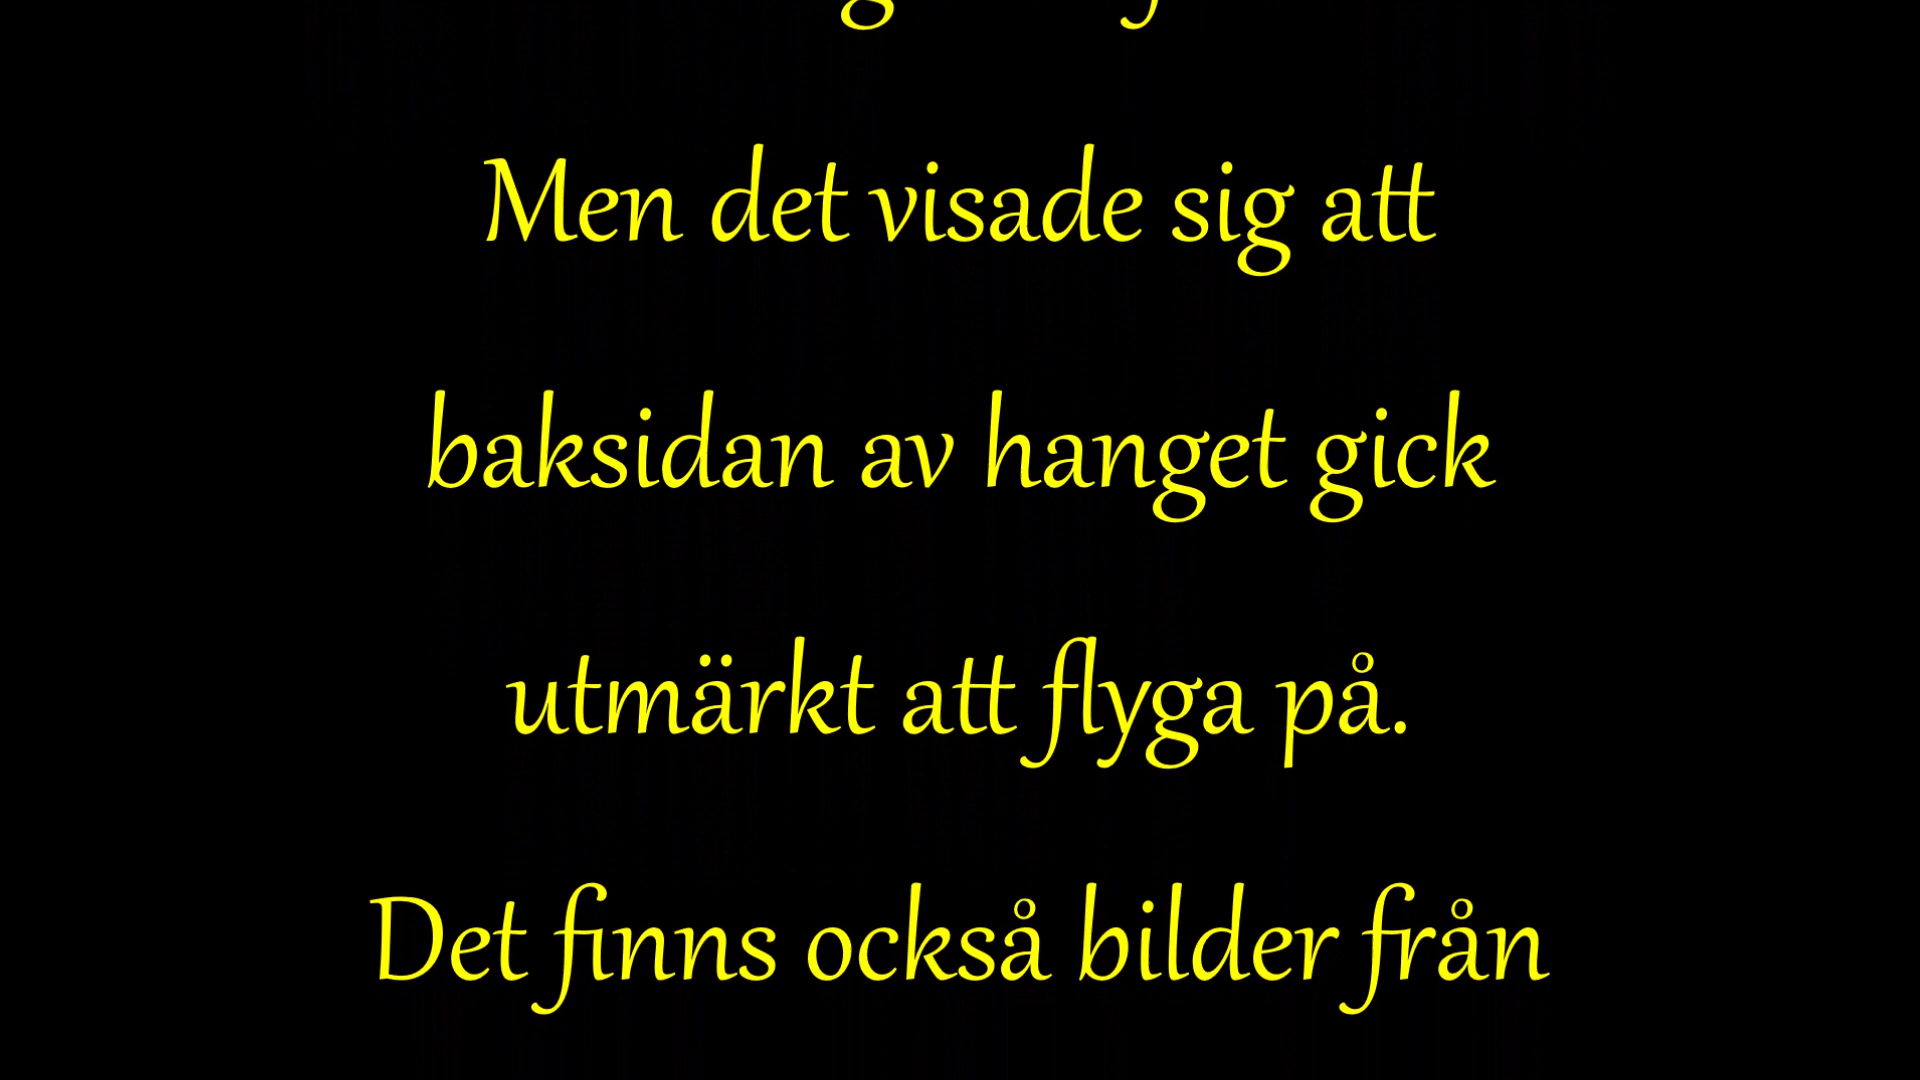 Men det visade sig att
baksidan av hanget gick
utmärkt att flyga på.
Det finns också bilder från